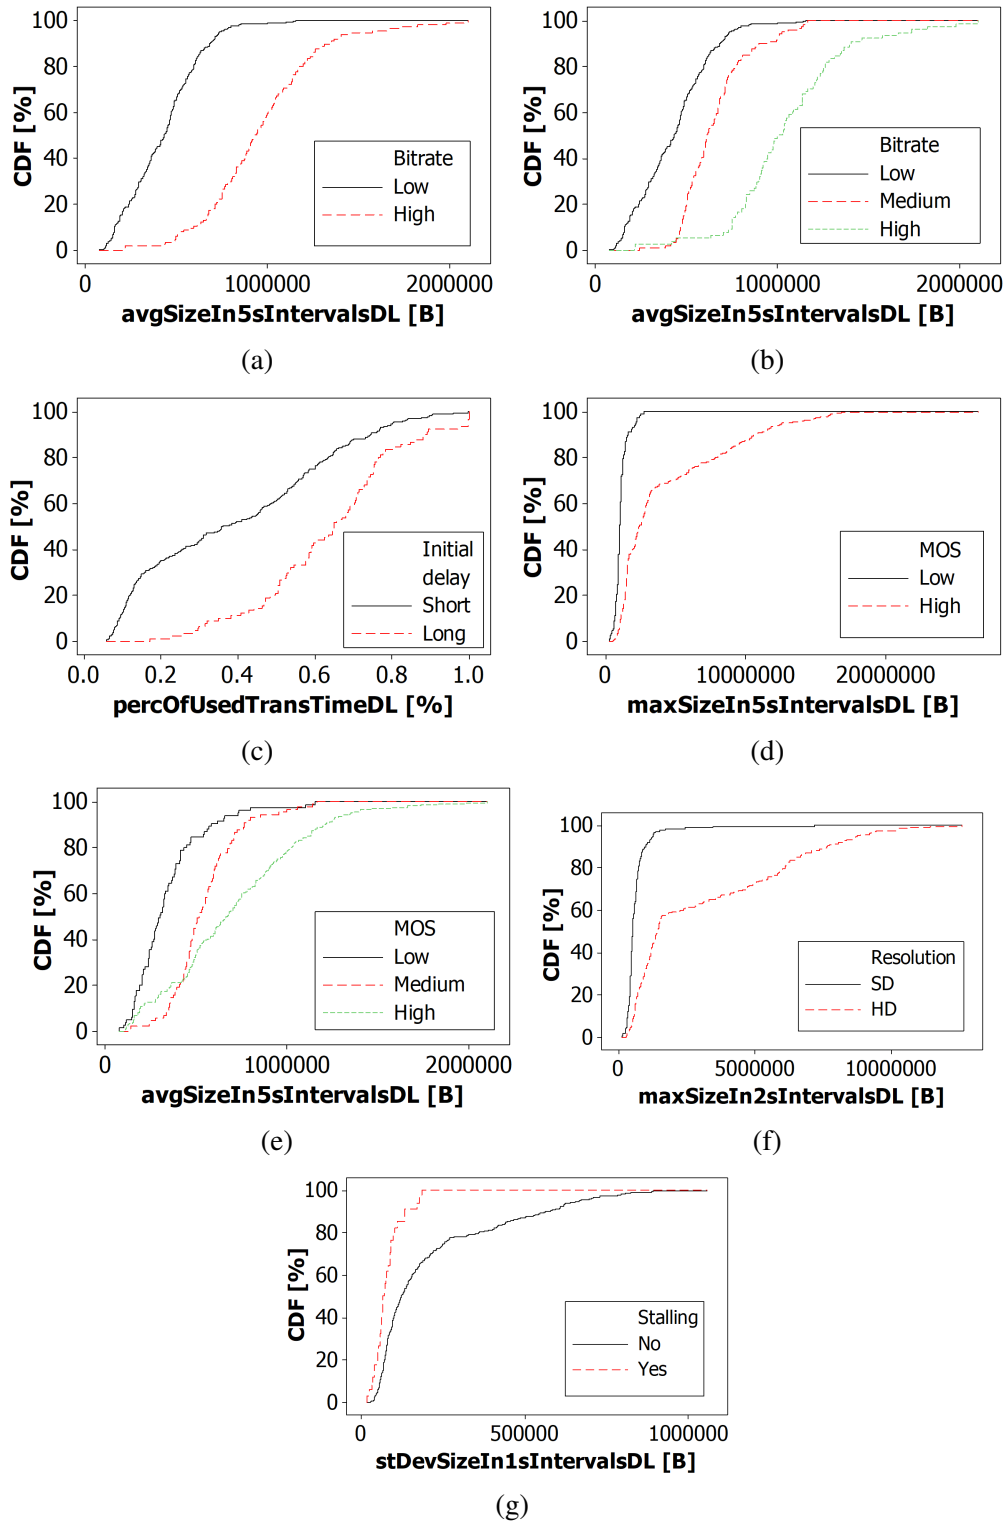 100
80
60
40
20
0
CDF [%]
Bitrate
Low
High
0 1000000 2000000
avgSizeIn5sIntervalsDL [B]
(a)
100
80
60
40
20
0
CDF [%]
Bitrate
Low
Medium
High
0 1000000 2000000
avgSizeIn5sIntervalsDL [B]
(b)
100
80
60
40
20
0
CDF [%]
Initial
delay
Short
Long
0.0 0.2 0.4 0.6 0.8 1.0
percOfUsedTransTimeDL [%]
(c)
100
80
60
40
20
0
CDF [%]
MOS
Low
High
0 10000000 20000000
maxSizeIn5sIntervalsDL [B]
(d)
100
80
60
40
20
0
CDF [%]
MOS
Low
Medium
High
0 1000000 2000000
avgSizeIn5sIntervalsDL [B]
(e)
100
80
60
40
20
0
CDF [%]
Resolution
SD
HD
0 5000000 10000000
maxSizeIn2sIntervalsDL [B]
(f)
100
80
60
40
20
0
CDF [%]
Stalling
No
Yes
0 500000 1000000
stDevSizeIn1sIntervalsDL [B]
(g)